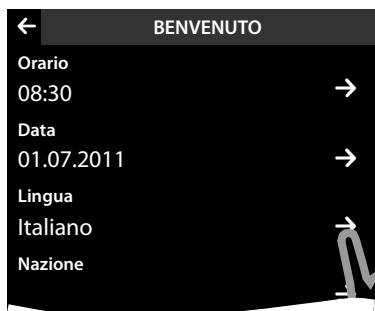 BENVENUTO
Orario
08:30
Data
01.07.2011
Lingua
Italiano
Nazione